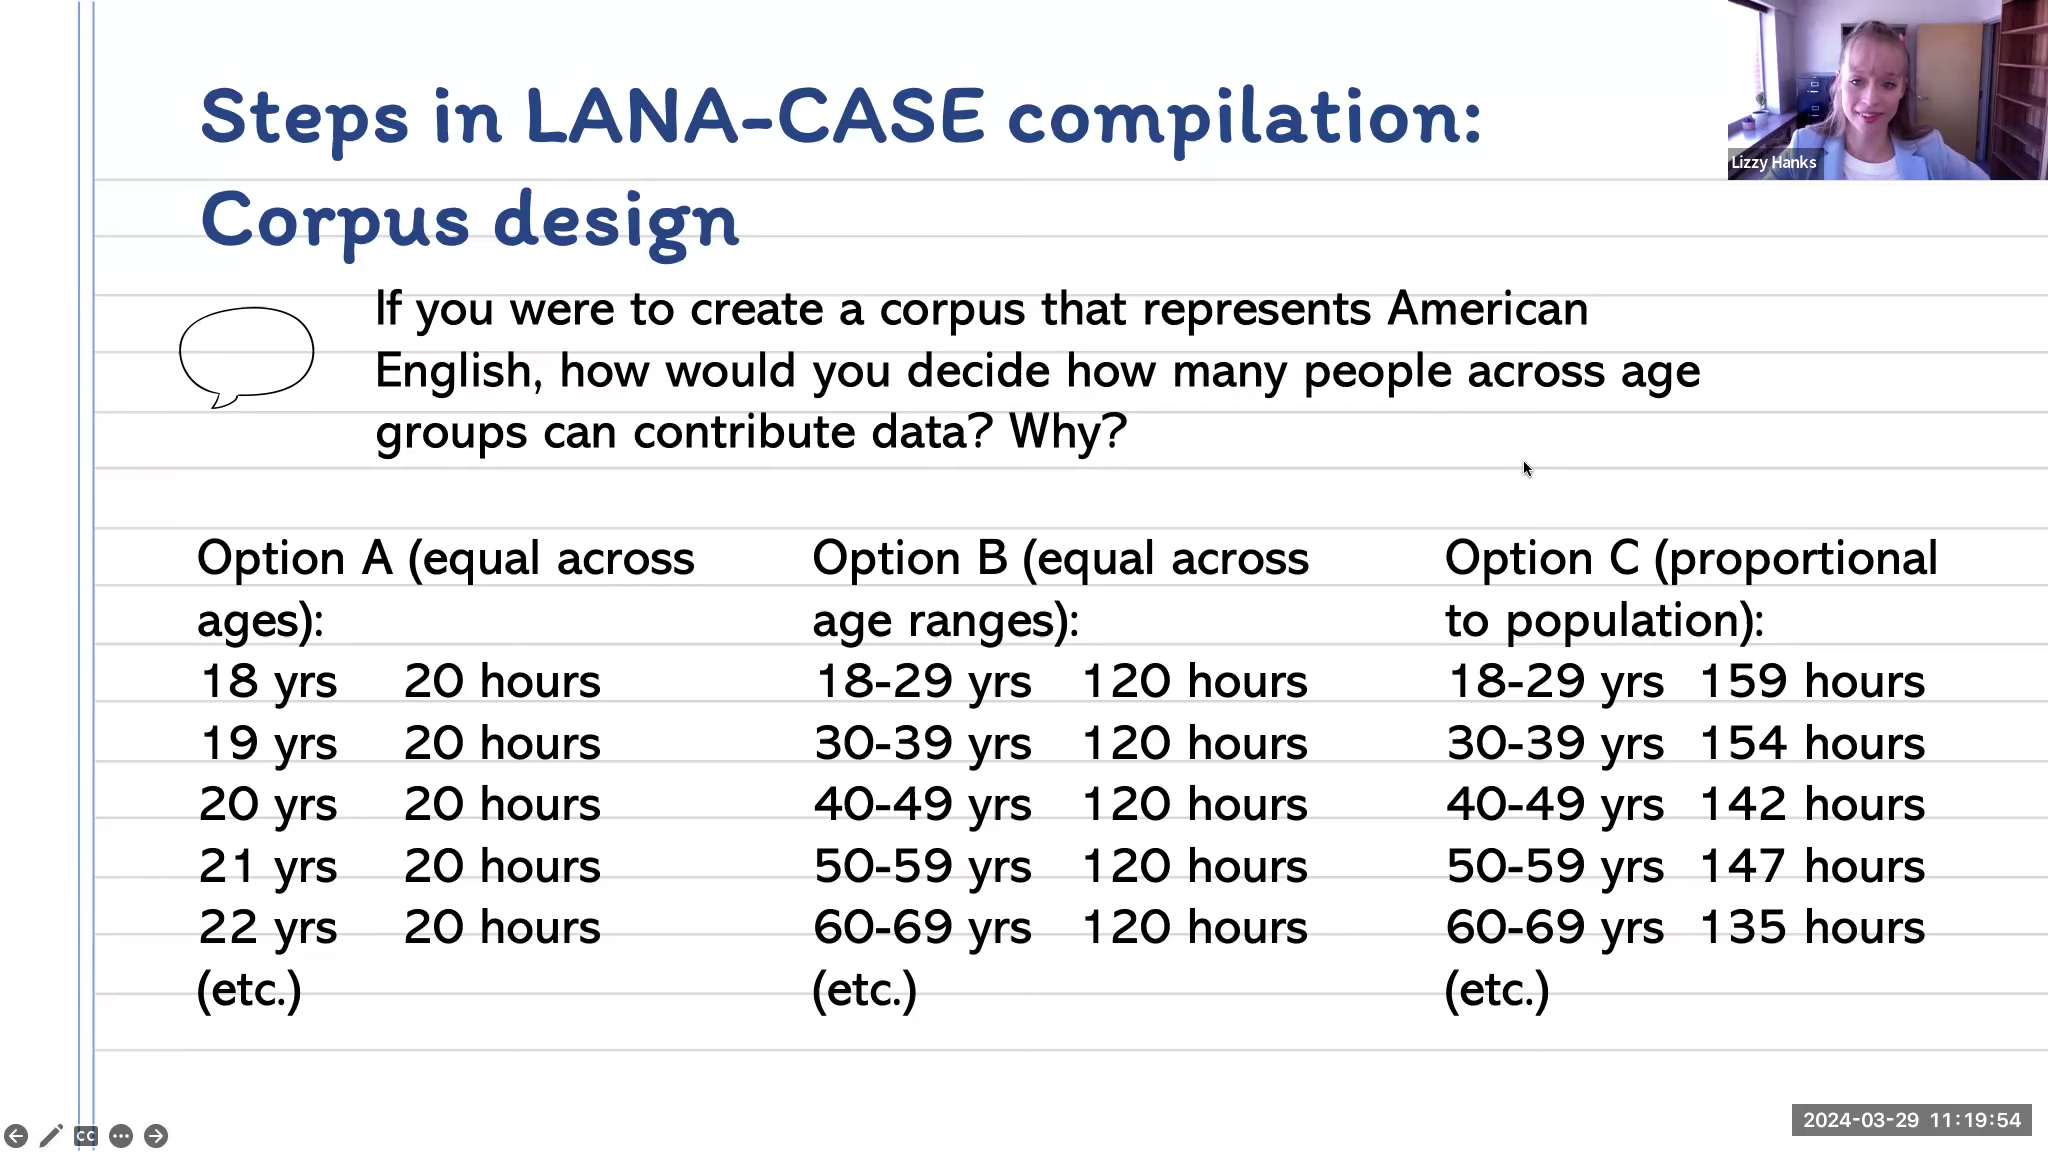 Steps in LANA-CASE compilation:
Corpus design
Lizzy Hanks
If you were to create a corpus that represents American
English, how would you decide how many people across age
groups can contribute data? Why?
Option A (equal across
ages):
18 yrs 20 hours
19 yrs 20 hours
20 yrs 20 hours
21 yrs 20 hours
22 yrs 20 hours
(etc.)
Option B (equal across
age ranges):
18-29 yrs 120 hours
30-39 yrs 120 hours
40-49 yrs 120 hours
50-59 yrs 120 hours
60-69 yrs 120 hours
(etc.)
Option C (proportional
to population):
18-29 yrs 159 hours
30-39 yrs 154 hours
40-49 yrs 142 hours
50-59 yrs 147 hours
60-69 yrs 135 hours
(etc.)
CC
2024-03-29 11:19:54